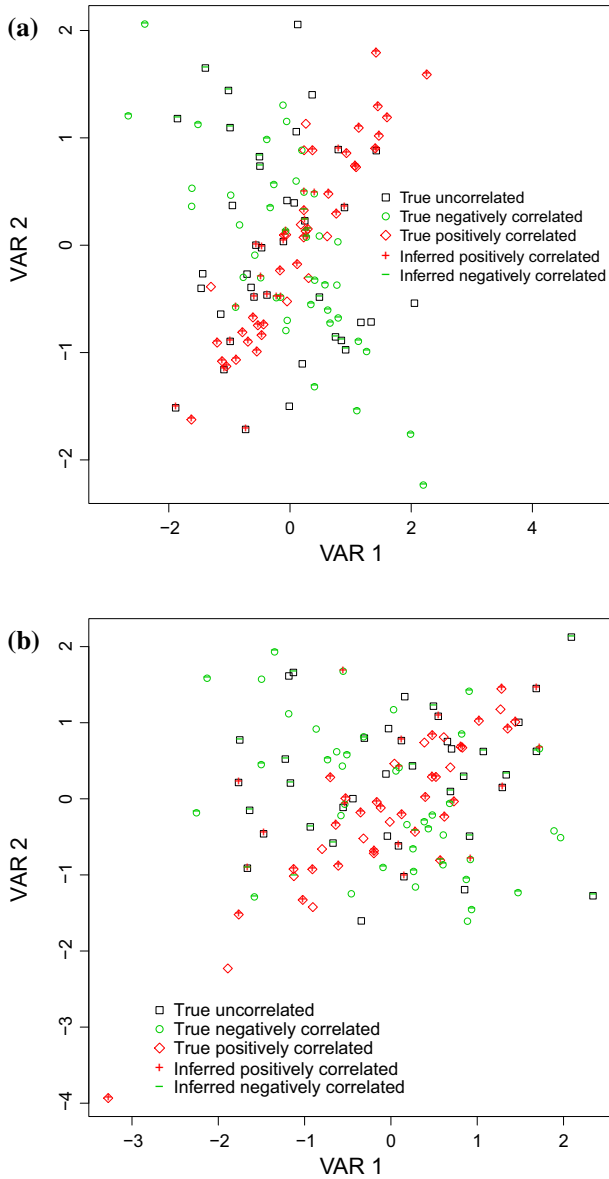 (a)
2
1
0
−1
−2
VAR 2
True uncorrelated
True negatively correlated
True positively correlated
Inferred positively correlated
Inferred negatively correlated
−2
0
2
4
VAR 1
(b)
2
1
0
−1
−2
−3
−4
VAR 2
True uncorrelated
True negatively correlated
True positively correlated
Inferred positively correlated
Inferred negatively correlated
−3
−2
−1
0
1
2
VAR 1